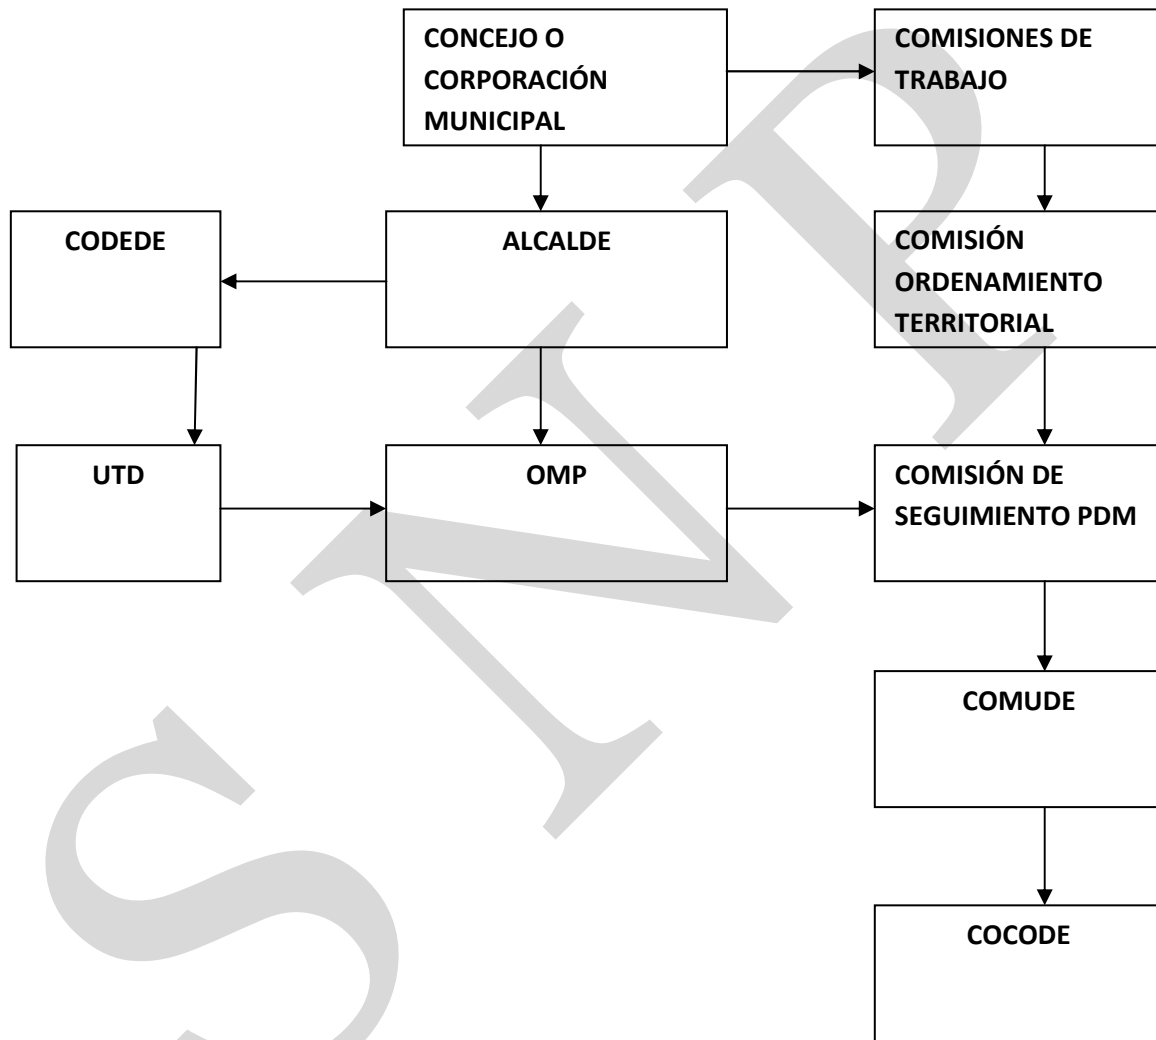 CONCEJO O
CORPORACIÓN
MUNICIPAL
COMISIONES DE
TRABAJO
CODEDE
ALCALDE
COMISIÓN
ORDENAMIENTO
TERRITORIAL
UTD
OMP
COMISIÓN DE
SEGUIMIENTO PDM
COMUDE
COCODE
S N P